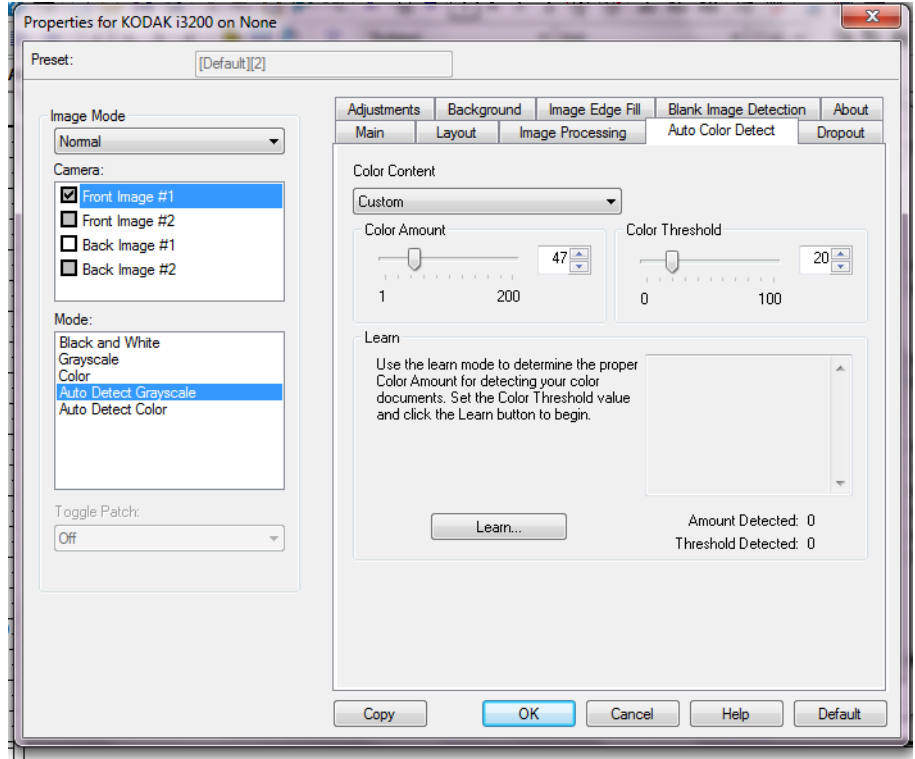 Properties for KODAK i3200 on None
Preset:
[Default][2]
Image Mode
Normal
Camera:
Front Image #1
Front Image #2
Back Image #1
Back Image #2
Mode:
Black and White
Grayscale
Color
Auto Detect Grayscale
Auto Detect Color
Toggle Patch:
Off
Adjustments Background Image Edge Fill Blank Image Detection About
Main Layout Image Processing Auto Color Detect Dropout
Color Content
Custom
Color Amount
47
1 200
Color Threshold
20
0 100
Learn
Use the learn mode to determine the proper
Color Amount for detecting your color
documents. Set the Color Threshold value
and click the Learn button to begin.
Learn...
Amount Detected: 0
Threshold Detected: 0
Copy OK Cancel Help Default